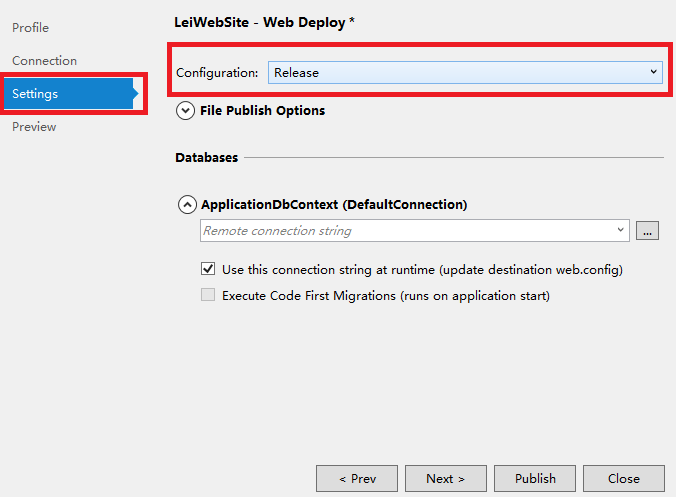 Profile
Connection
Settings
Preview
LeiWebSite - Web Deploy *
Configuration: Release
File Publish Options
Databases
ApplicationDbContext (DefaultConnection)
Remote connection string
...
Use this connection string at runtime (update destination web.config)
Execute Code First Migrations (runs on application start)
< Prev
Next >
Publish
Close